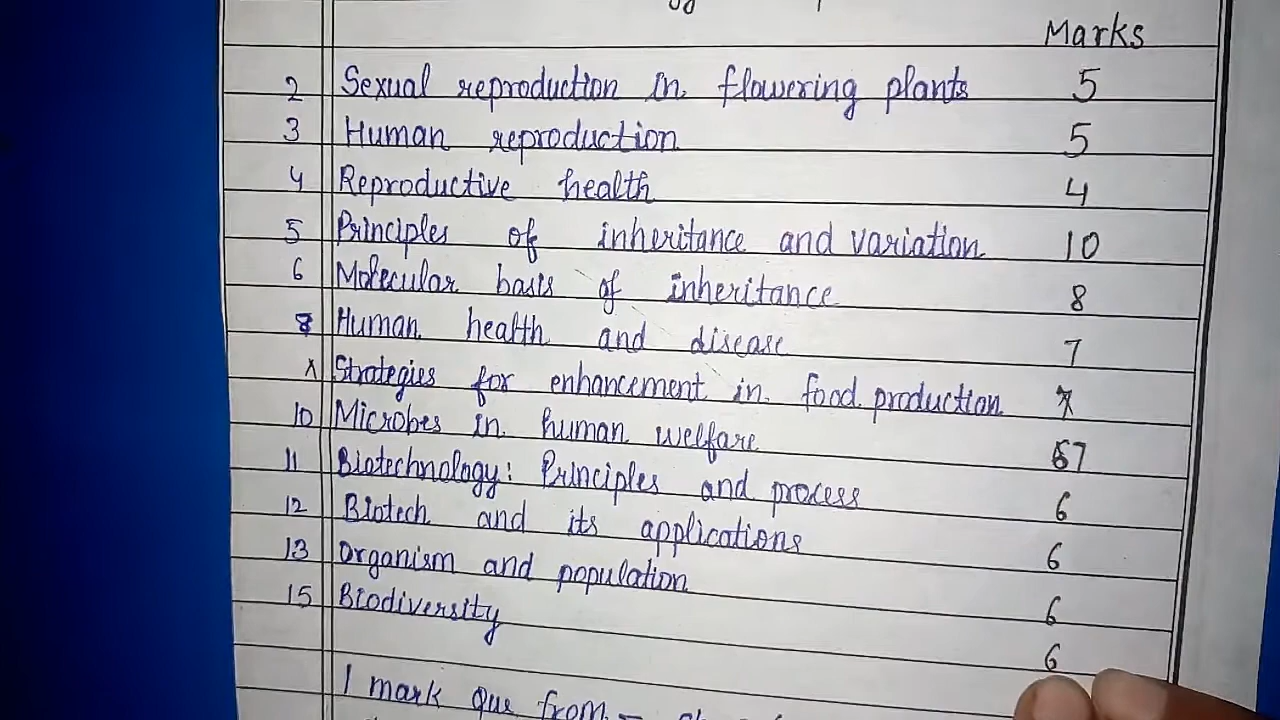 Marks
2 Sexual reproduction in flowering plants 5
3 Human reproduction 5
4 Reproductive health 4
5 Principles of inheritance and variation 10
6 Molecular basis of inheritance 8
8 Human health and disease 7
x Strategies for enhancement in food production
10 Microbes in human welfare 7
11 Biotechnology: Principles and process 6
12 Biotech and its applications 6
13 Organism and population 6
15 Biodiversity 6
1 mark que from -